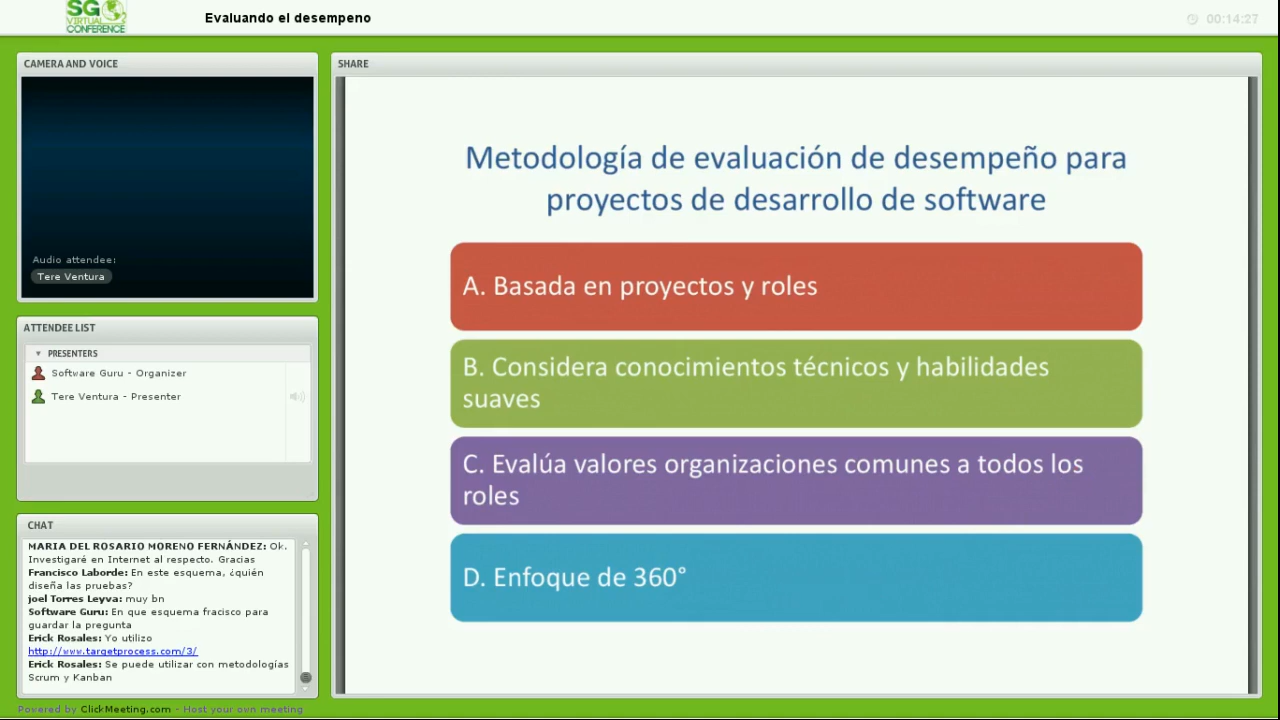 SG
VIRTUAL
CONFERENCE
Evaluando el desempeno
00:14:27
CAMERA AND VOICE
Audio attendee:
Tere Ventura
ATTENDEE LIST
PRESENTERS
Software Guru - Organizer
Tere Ventura - Presenter
CHAT
MARIA DEL ROSARIO MORENO FERNÁNDEZ: Ok.
Investigaré en Internet al respecto. Gracias
Francisco Laborde: En este esquema, ¿quién
diseña las pruebas?
joel Torres Leyva: muy bn
Software Guru: En que esquema fracisco para
guardar la pregunta
Erick Rosales: Yo utilizo
http://www.targetprocess.com/3/
Erick Rosales: Se puede utilizar con metodologías
Scrum y Kanban
Powered by ClickMeeting.com - Host your own meeting
SHARE
Metodología de evaluación de desempeño para
proyectos de desarrollo de software
A. Basada en proyectos y roles
B. Considera conocimientos técnicos y habilidades
suaves
C. Evalúa valores organizaciones comunes a todos los
roles
D. Enfoque de 360°